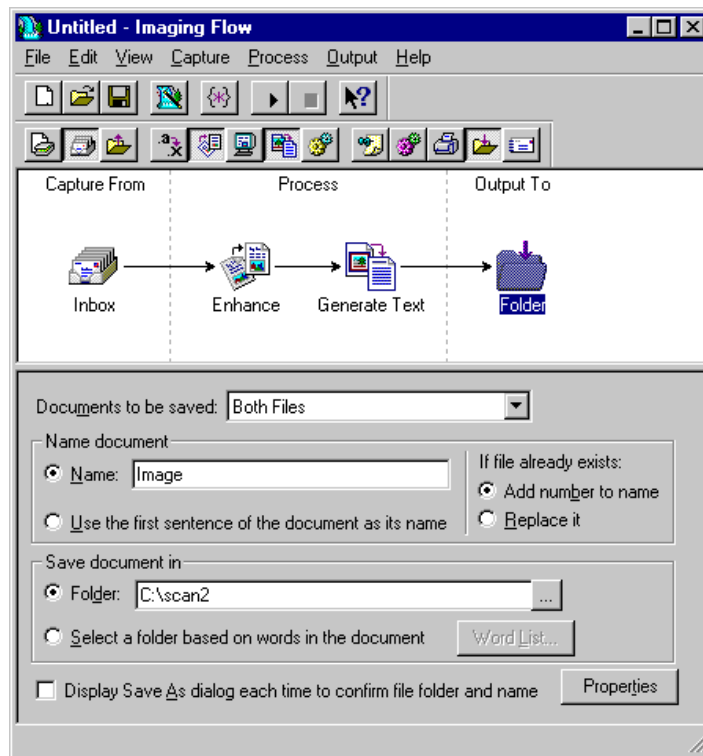 Untitled - Imaging Flow
File Edit View Capture Process Output Help
Capture From Process Output To
Inbox Enhance Generate Text Folder
Documents to be saved: Both Files
Name document
Name: Image
If file already exists:
Add number to name
Use the first sentence of the document as its name
Replace it
Save document in
Folder: C:\scan2 ...
Select a folder based on words in the document Word List...
Display Save As dialog each time to confirm file folder and name Properties